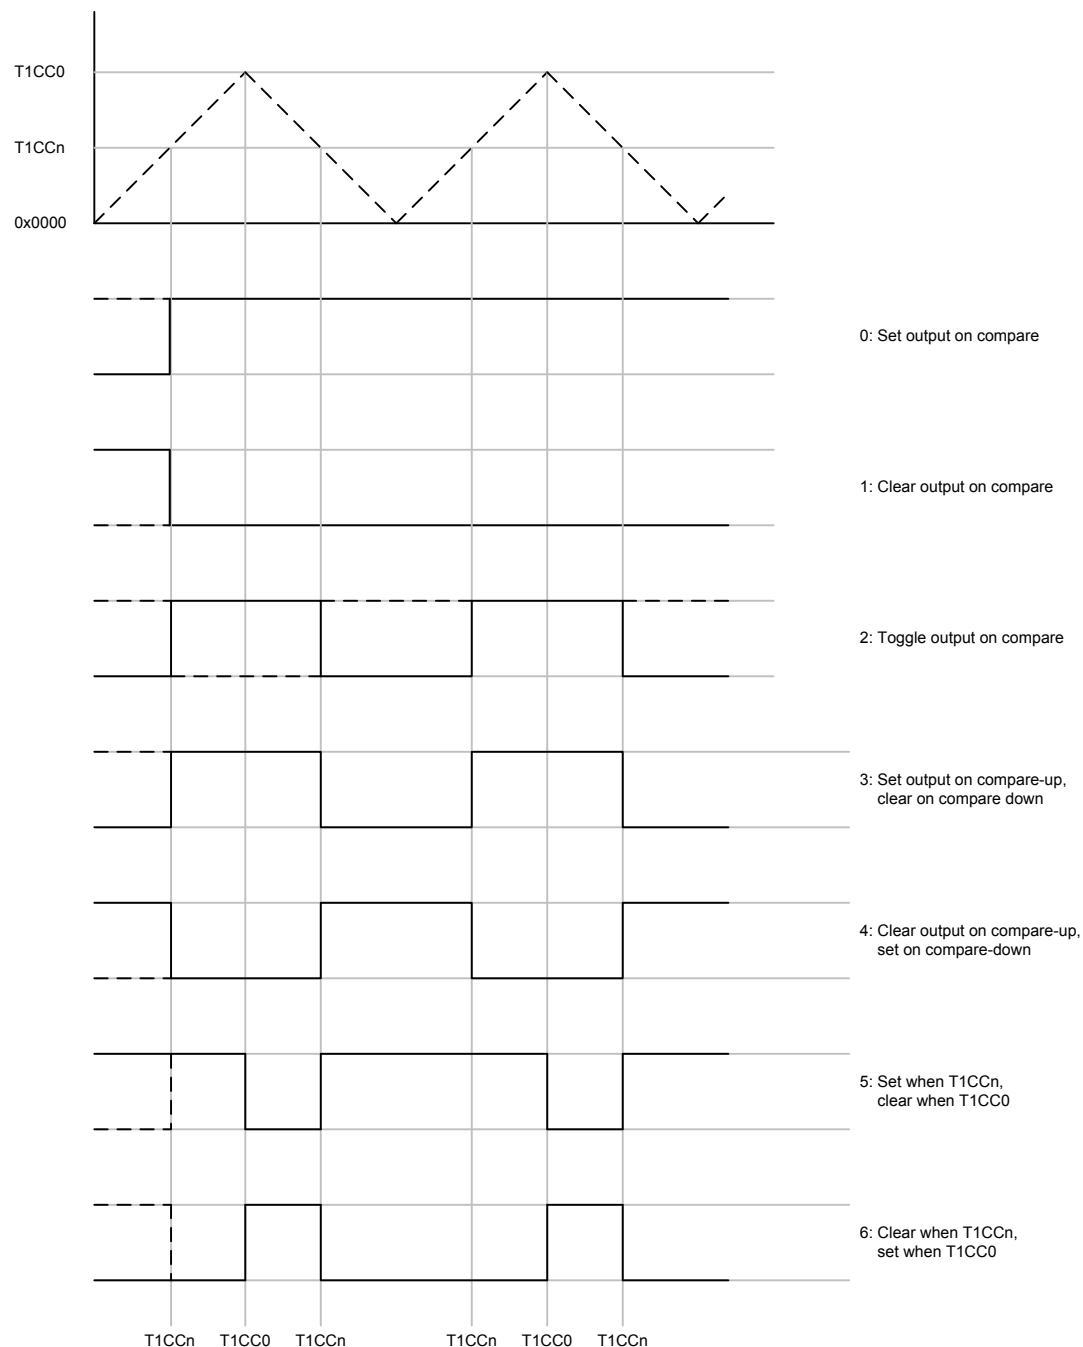 T1CC0
T1CCn
0x0000
0: Set output on compare
1: Clear output on compare
2: Toggle output on compare
3: Set output on compare-up,
clear on compare down
4: Clear output on compare-up,
set on compare-down
5: Set when T1CCn,
clear when T1CC0
6: Clear when T1CCn,
set when T1CC0
T1CCn T1CC0 T1CCn T1CCn T1CC0 T1CCn